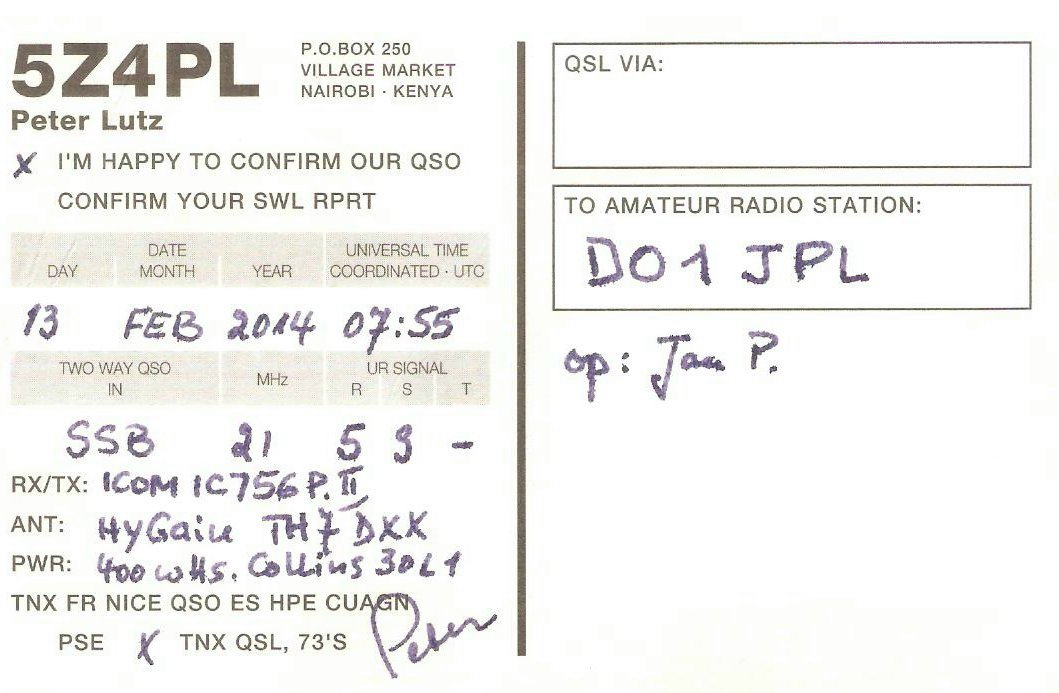 5Z4PL
P.O.BOX 250
VILLAGE MARKET
NAIROBI · KENYA
Peter Lutz
X I'M HAPPY TO CONFIRM OUR QSO
CONFIRM YOUR SWL RPRT
DATE
DAY MONTH YEAR
UNIVERSAL TIME
COORDINATED · UTC
13 FEB 2014 07:55
TWO WAY QSO
IN
MHz
UR SIGNAL
R S T
SSB 21 5 9 -
RX/TX: ICOM IC756P.II
ANT: HyGain TH7DXX
PWR: 400 watts. Collins 30L1
TNX FR NICE QSO ES HPE CUAGN
PSE X TNX QSL, 73'S Peter
QSL VIA:
TO AMATEUR RADIO STATION:
DO1JPL
op: Jan P.